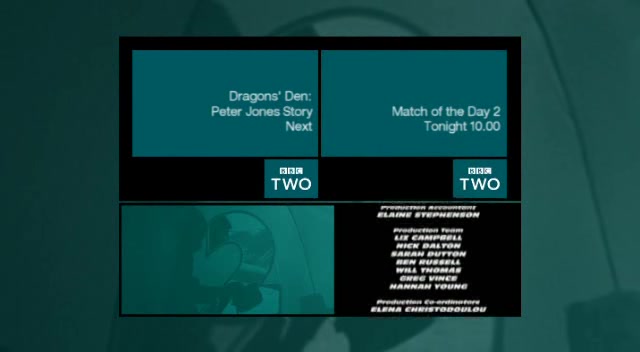 Dragons' Den:
Peter Jones Story
Next
Match of the Day 2
Tonight 10.00
BBC
TWO
BBC
TWO
Production Accountant
ELAINE STEPHENSON
Production Team
LIZ CAMPBELL
NICK DALTON
SARAH DUTTON
BEN RUSSELL
WILL THOMAS
GREG VINCE
HANNAH YOUNG
Production Co-ordinators
ELENA CHRISTODOULOU